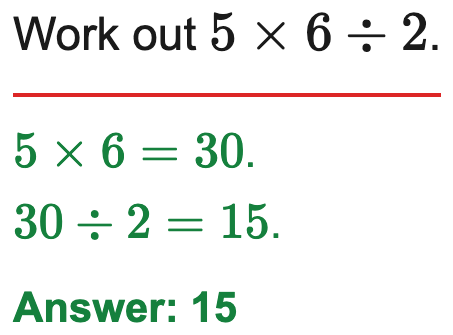 Work out 5 × 6 ÷ 2.
5 × 6 = 30.
30 ÷ 2 = 15.
Answer: 15